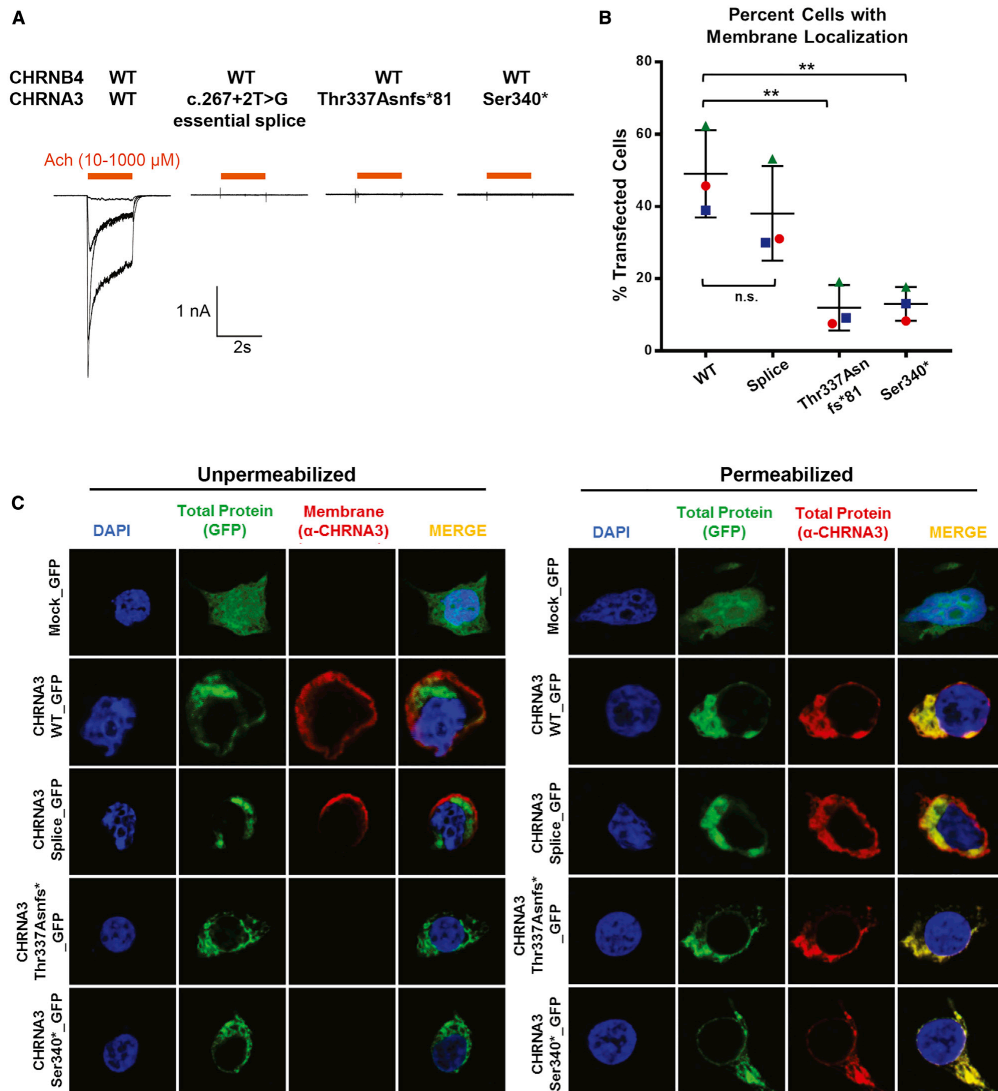 A
CHRNB4 WT WT WT WT
CHRNA3 WT c.267+2T>G Thr337Asnfs*81 Ser340*
essential splice
Ach (10-1000 µM)
1 nA
2s
B
Percent Cells with
Membrane Localization
% Transfected Cells
80
60
40
20
0
**
**
n.s.
WT
Splice
Thr337Asn
fs*81
Ser340*
C
Unpermeabilized
DAPI
Total Protein
(GFP)
Membrane
(α-CHRNA3)
MERGE
Mock_GFP
CHRNA3
WT_GFP
CHRNA3
Splice_GFP
CHRNA3
Thr337Asnfs*
_GFP
CHRNA3
Ser340*_GFP
Permeabilized
DAPI
Total Protein
(GFP)
Total Protein
(α-CHRNA3)
MERGE
Mock_GFP
CHRNA3
WT_GFP
CHRNA3
Splice_GFP
CHRNA3
Thr337Asnfs*
_GFP
CHRNA3
Ser340*_GFP